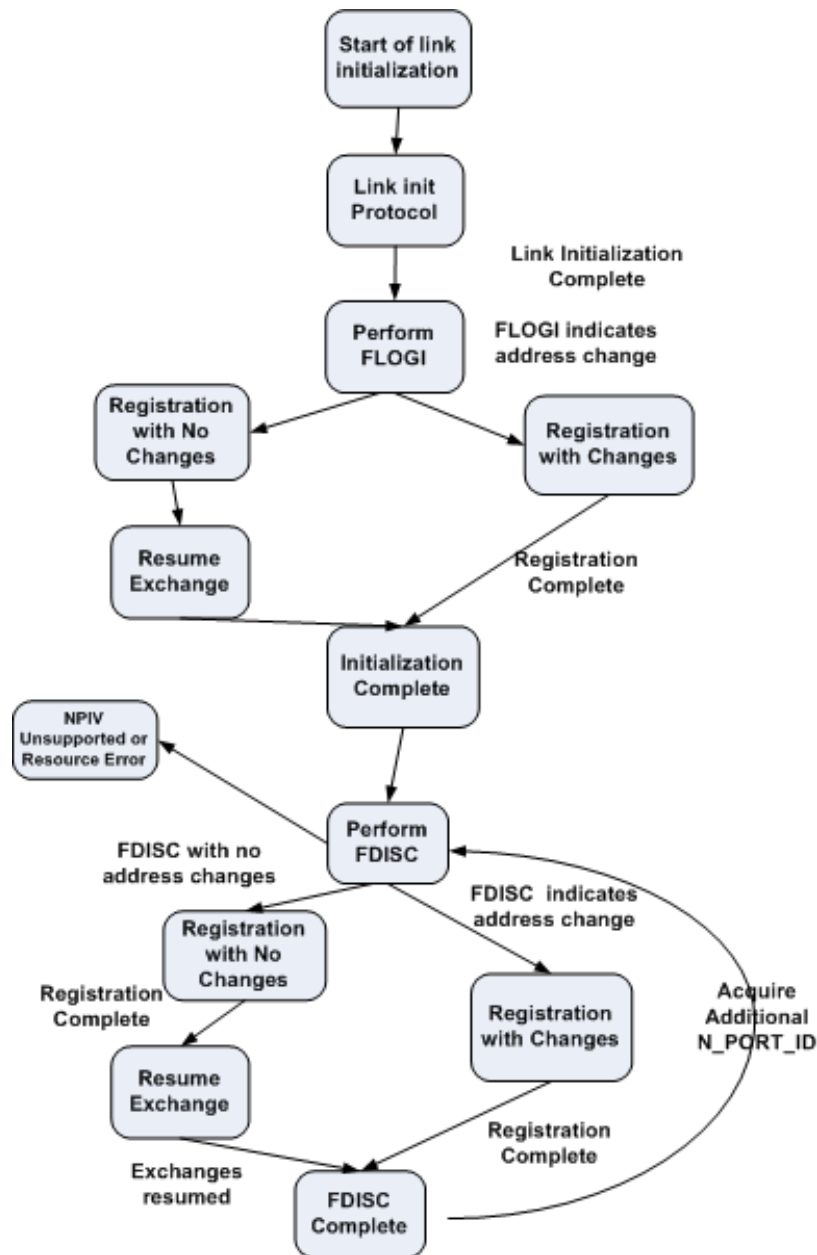 Start of link
initialization
Link init
Protocol
Link Initialization
Complete
Perform
FLOGI
FLOGI indicates
address change
Registration
with No
Changes
Registration
with Changes
Resume
Exchange
Registration
Complete
Initialization
Complete
NPIV
Unsupported or
Resource Error
Perform
FDISC
FDISC with no
address changes
FDISC indicates
address change
Registration
with No
Changes
Registration
Complete
Registration
with Changes
Acquire
Additional
N_PORT_ID
Resume
Exchange
Registration
Complete
Exchanges
resumed
FDISC
Complete